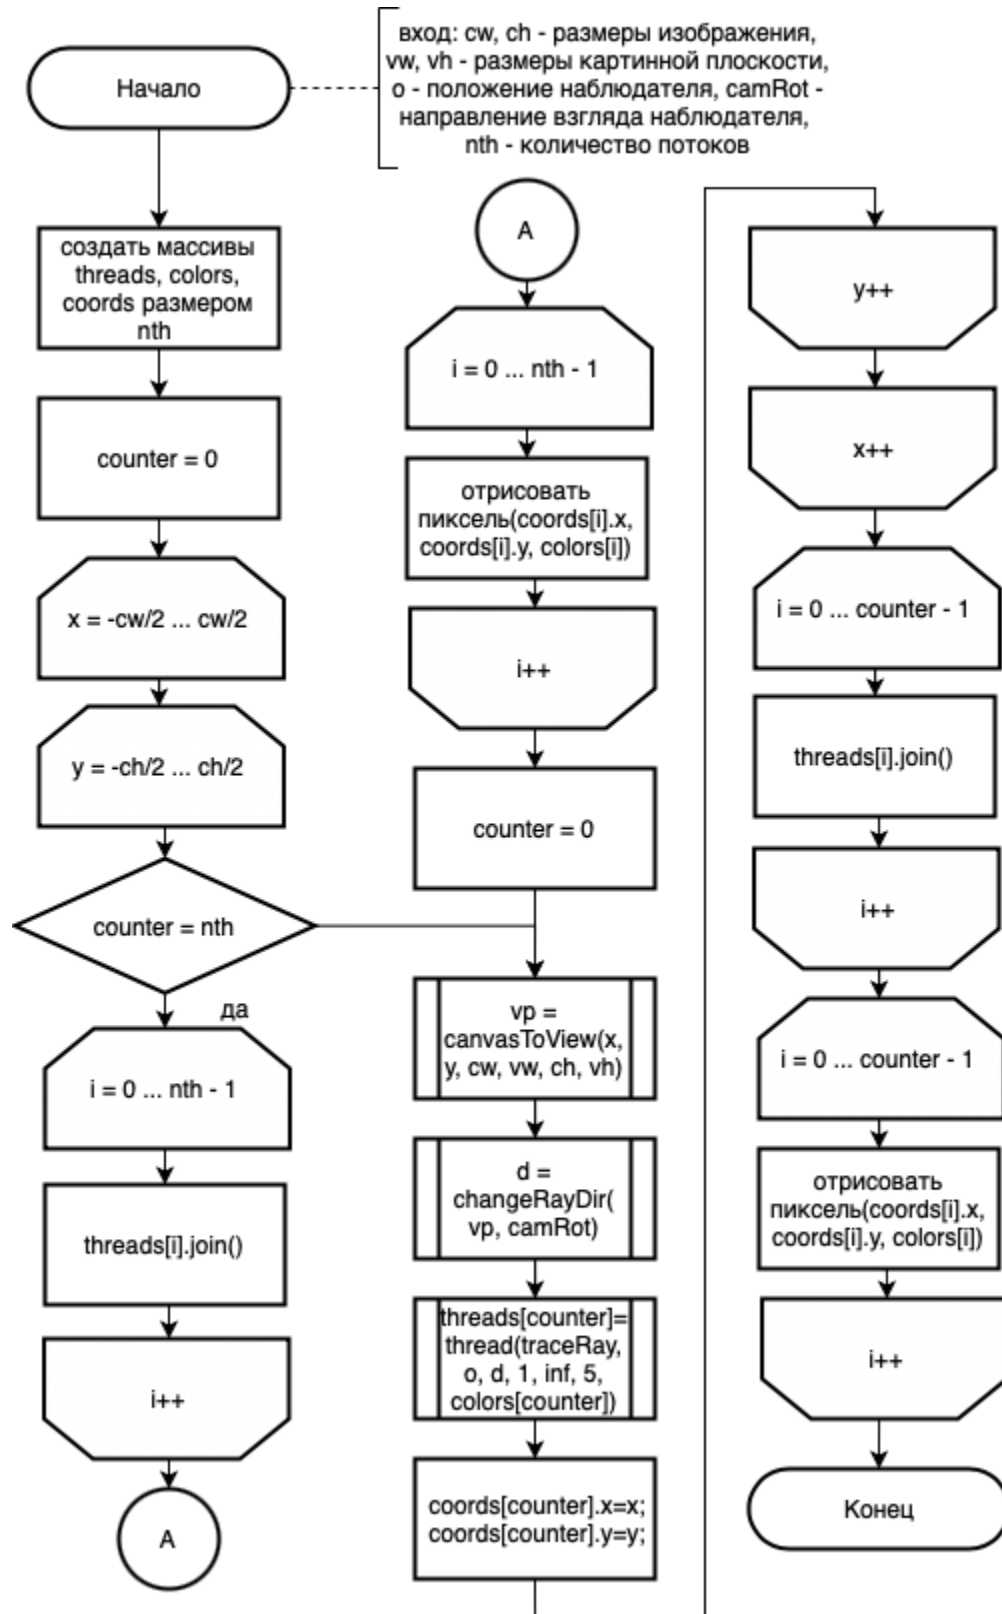 Начало
вход: cw, ch - размеры изображения,
vw, vh - размеры картинной плоскости,
o - положение наблюдателя, camRot -
направление взгляда наблюдателя,
nth - количество потоков
создать массивы
threads, colors,
coords размером
nth
counter = 0
x = -cw/2 ... cw/2
y = -ch/2 ... ch/2
counter = nth
да
i = 0 ... nth - 1
threads[i].join()
i++
A
A
i = 0 ... nth - 1
отрисовать
пиксель(coords[i].x,
coords[i].y, colors[i])
i++
counter = 0
vp =
canvasToView(x,
y, cw, vw, ch, vh)
d =
changeRayDir(
vp, camRot)
threads[counter]=
thread(traceRay,
o, d, 1, inf, 5,
colors[counter])
coords[counter].x=x;
coords[counter].y=y;
y++
x++
i = 0 ... counter - 1
threads[i].join()
i++
i = 0 ... counter - 1
отрисовать
пиксель(coords[i].x,
coords[i].y, colors[i])
i++
Конец